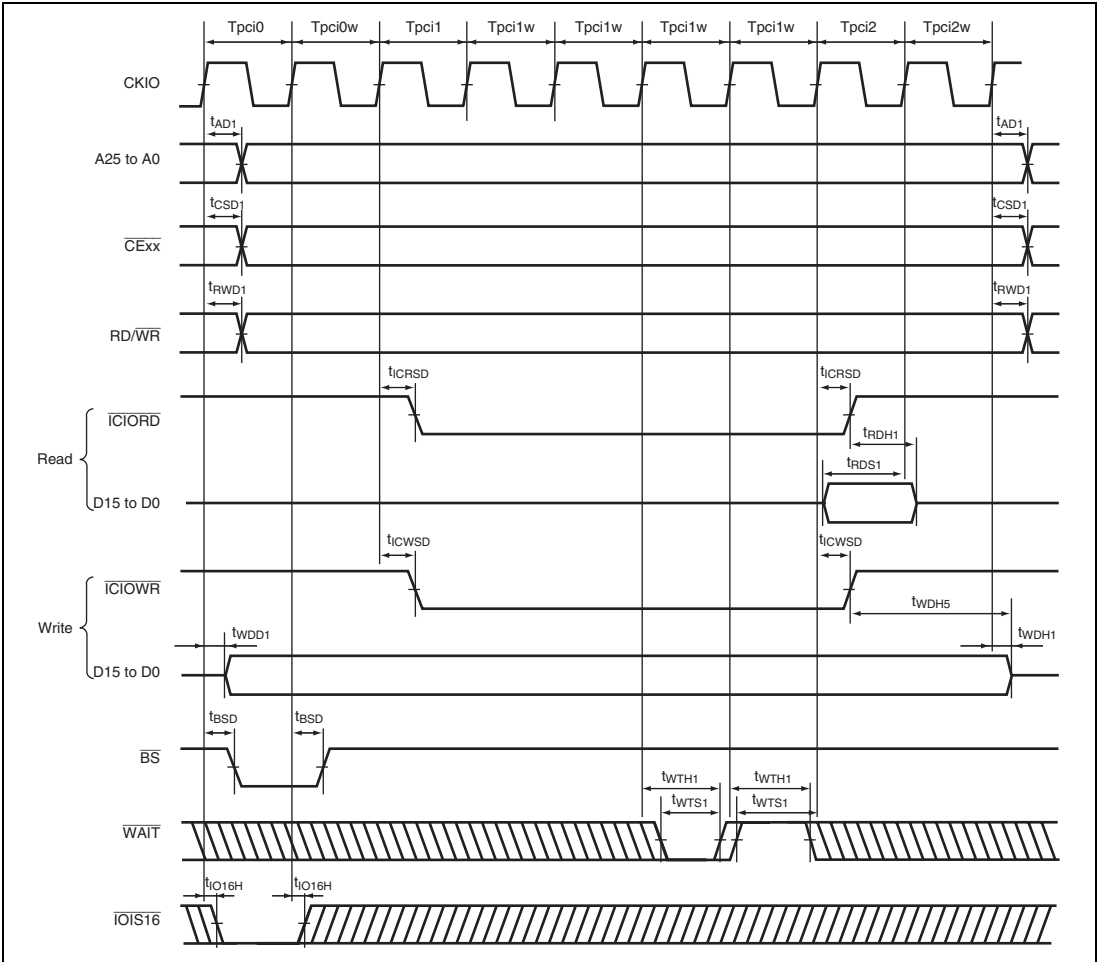 Tpci0 Tpci0w Tpci1 Tpci1w Tpci1w Tpci1w Tpci1w Tpci2 Tpci2w
CKIO
tAD1 tAD1
A25 to A0
tCSD1 tCSD1
CExx
tRWD1 tRWD1
RD/WR
tICRSD tICRSD
ICIORD
tRDH1
Read
tRDS1
D15 to D0
tICWSD tICWSD
ICIOWR
tWDH5
Write
tWDD1 tWDH1
D15 to D0
tBSD tBSD
BS
tWTH1 tWTH1
tWTS1 tWTS1
WAIT
tIO16H tIO16H
IOIS16